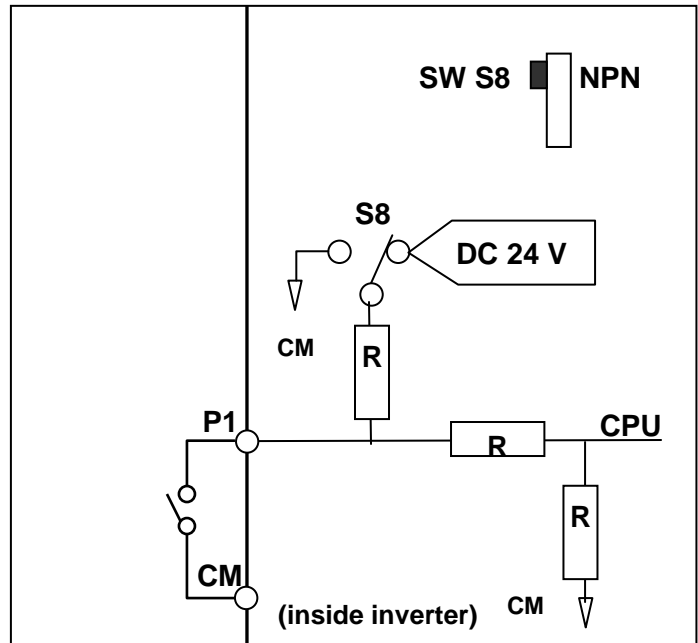 SW S8 NPN
S8
DC 24 V
CM
R
P1
R
CPU
R
CM
(inside inverter)
CM